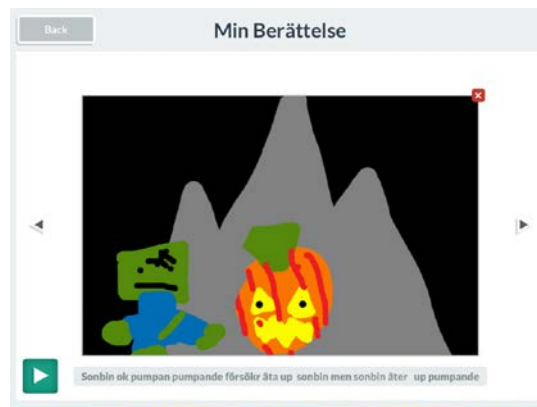 Back
Min Berättelse
Sonbin ok pumpan pumpande försökr äta up sonbin men sonbin äter up pumpande